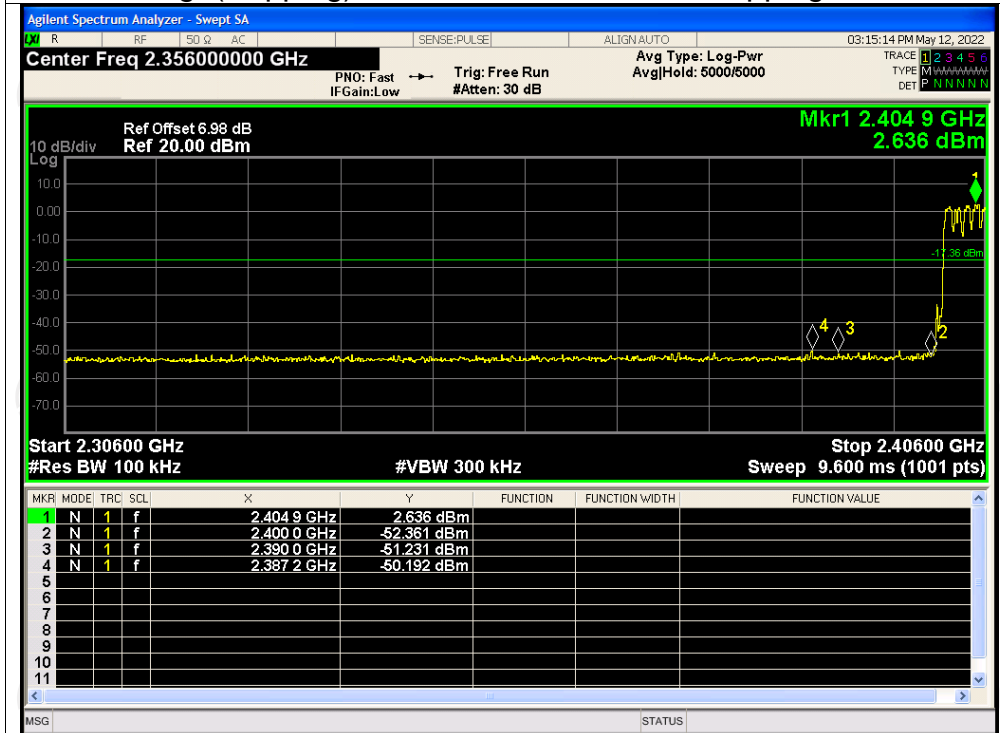 Agilent Spectrum Analyzer - Swept SA
LXI R RF 50 Ω AC SENSE:PULSE ALIGN AUTO 03:15:14 PM May 12, 2022
Center Freq 2.356000000 GHz
PNO: Fast
IFGain:Low
Trig: Free Run
#Atten: 30 dB
Avg Type: Log-Pwr
Avg|Hold: 5000/5000
TRACE 1 2 3 4 5 6
TYPE M
DET P N N N N N
Mkr1 2.404 9 GHz
2.636 dBm
Ref Offset 6.98 dB
10 dB/div Ref 20.00 dBm
Log
1
10.0
0.00
-10.0
-17.36 dBm
-20.0
-30.0
-40.0
4 3 2
-50.0
-60.0
-70.0
Start 2.30600 GHz Stop 2.40600 GHz
#Res BW 100 kHz #VBW 300 kHz Sweep 9.600 ms (1001 pts)
MKR MODE TRC SCL X Y FUNCTION FUNCTION WIDTH FUNCTION VALUE
1 N 1 f 2.404 9 GHz 2.636 dBm
2 N 1 f 2.400 0 GHz -52.361 dBm
3 N 1 f 2.390 0 GHz -51.231 dBm
4 N 1 f 2.387 2 GHz -50.192 dBm
5
6
7
8
9
10
11
MSG STATUS